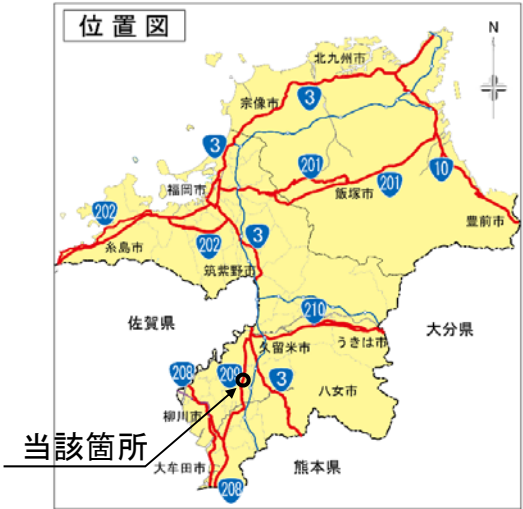 位置図
N
北九州市
宗像市
3
3
201
10
福岡市
飯塚市
201
202
豊前市
糸島市
202
3
筑紫野市
210
佐賀県
大分県
久留米市
うきは市
208
209
3
八女市
柳川市
当該箇所
大牟田市
熊本県
208